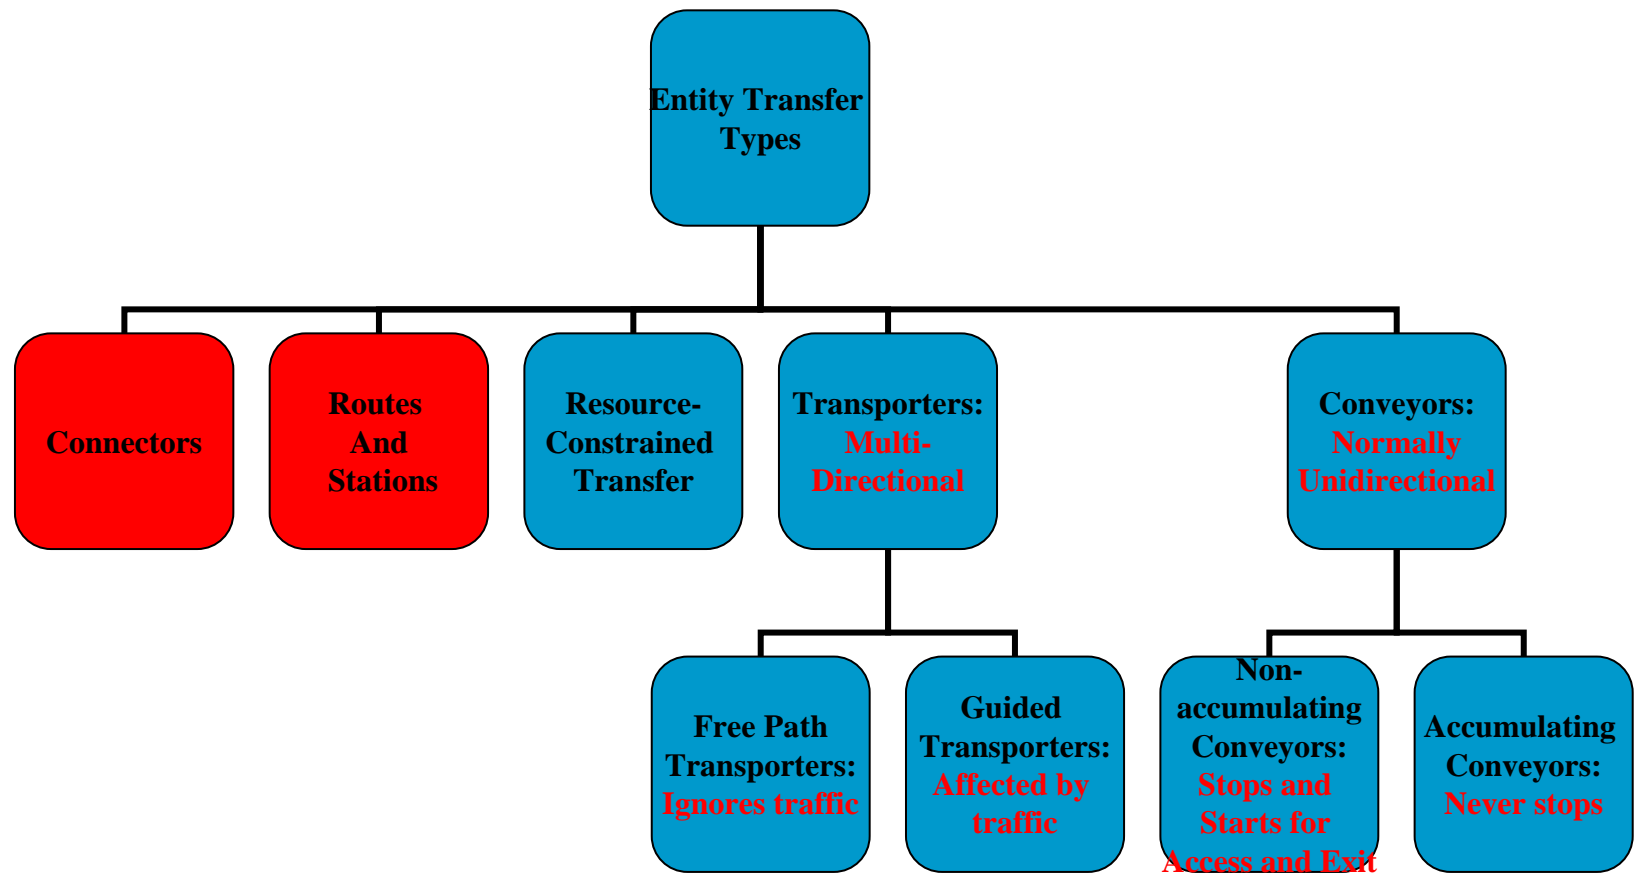 Entity Transfer
Types
Connectors
Routes
And
Stations
Resource-
Constrained
Transfer
Transporters:
Multi-
Directional
Conveyors:
Normally
Unidirectional
Free Path
Transporters:
Ignores traffic
Guided
Transporters:
Affected by
traffic
Non-
accumulating
Conveyors:
Stops and
Starts for
Access and Exit
Accumulating
Conveyors:
Never stops